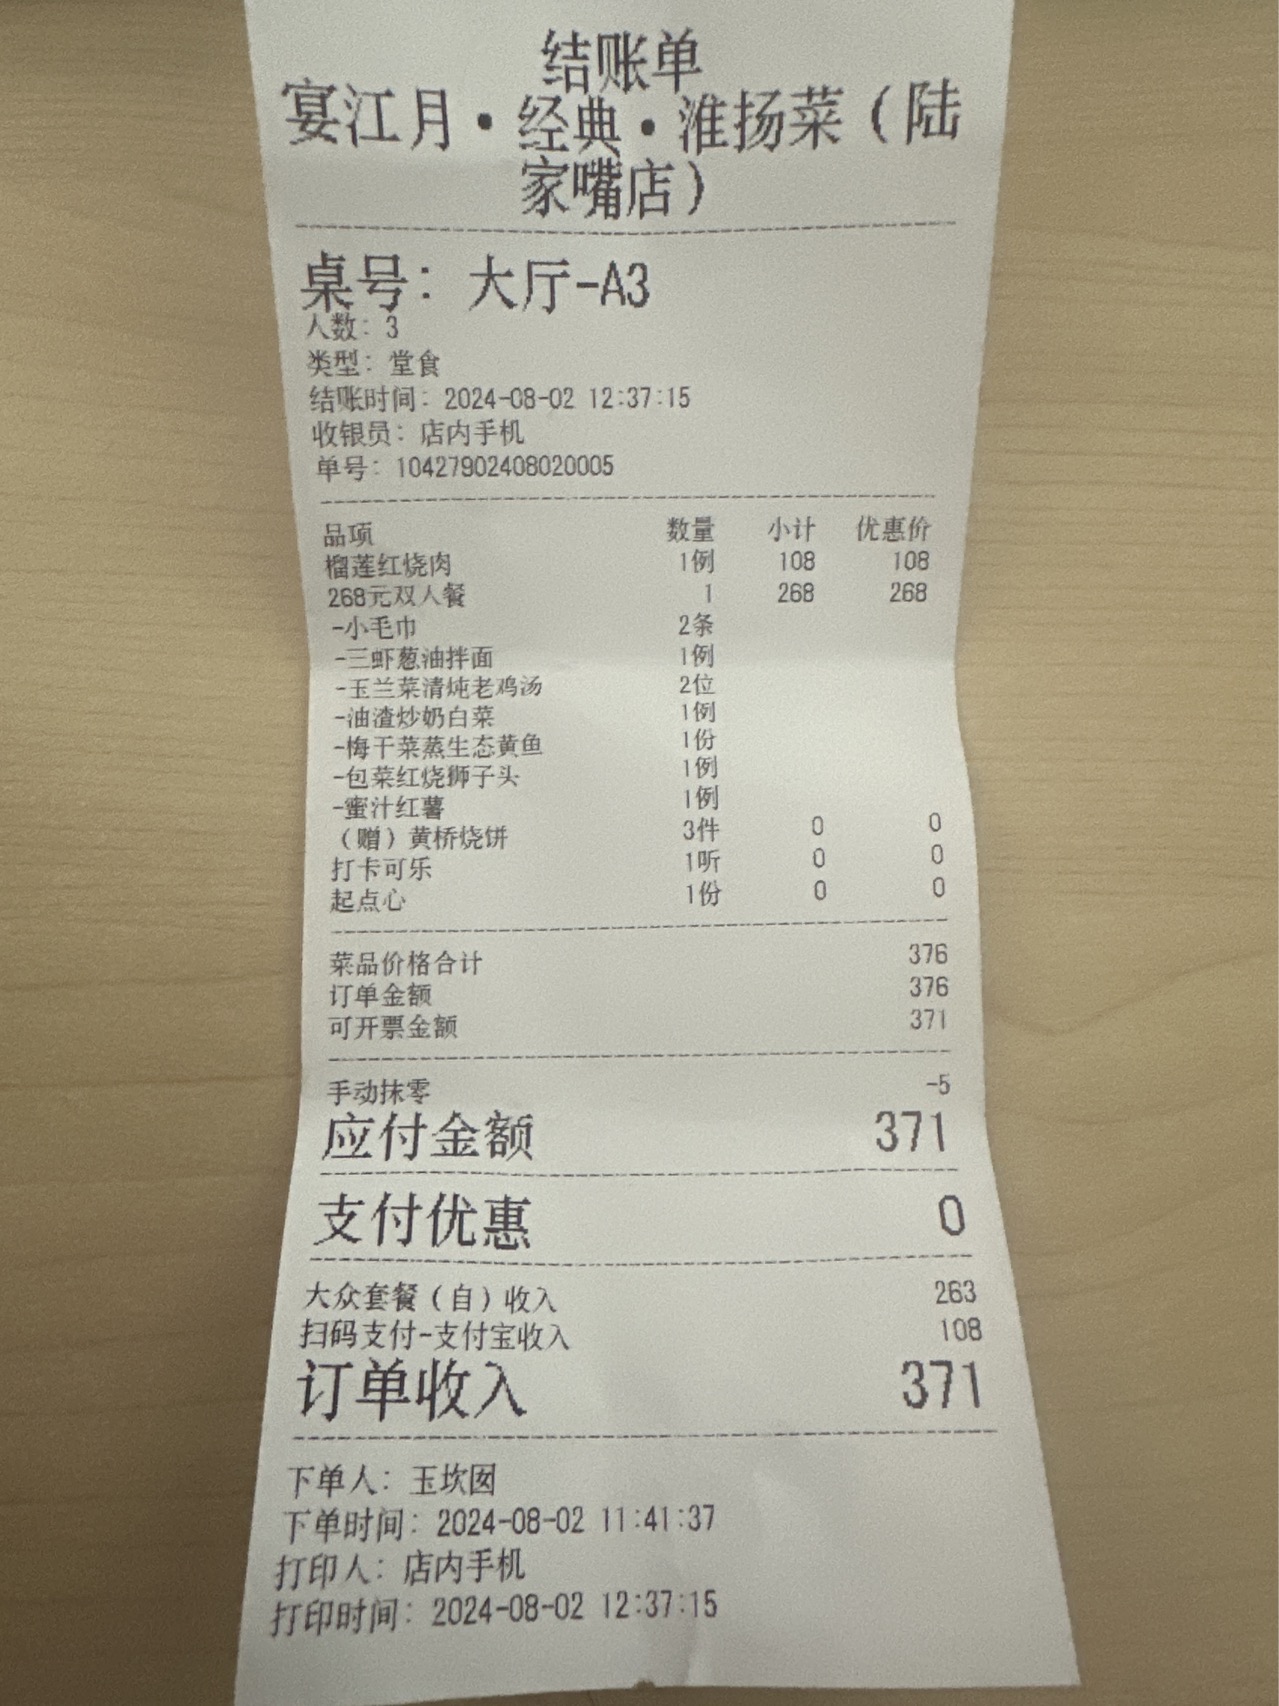 结账单
宴江月·经典·淮扬菜（陆
家嘴店）
桌号：大厅-A3
人数：3
类型：堂食
结账时间：2024-08-02 12:37:15
收银员：店内手机
单号：10427902408020005
品项 数量 小计 优惠价
榴莲红烧肉 1例 108 108
268元双人餐 1 268 268
-小毛巾 2条
-三虾葱油拌面 1例
-玉兰菜清炖老鸡汤 2位
-油渣炒奶白菜 1例
-梅干菜蒸生态黄鱼 1份
-包菜红烧狮子头 1例
-蜜汁红薯 1例
（赠）黄桥烧饼 3件 0 0
打卡可乐 1听 0 0
起点心 1份 0 0
菜品价格合计 376
订单金额 376
可开票金额 371
手动抹零 -5
应付金额 371
支付优惠 0
大众套餐（自）收入 263
扫码支付-支付宝收入 108
订单收入 371
下单人：玉坎囡
下单时间：2024-08-02 11:41:37
打印人：店内手机
打印时间：2024-08-02 12:37:15